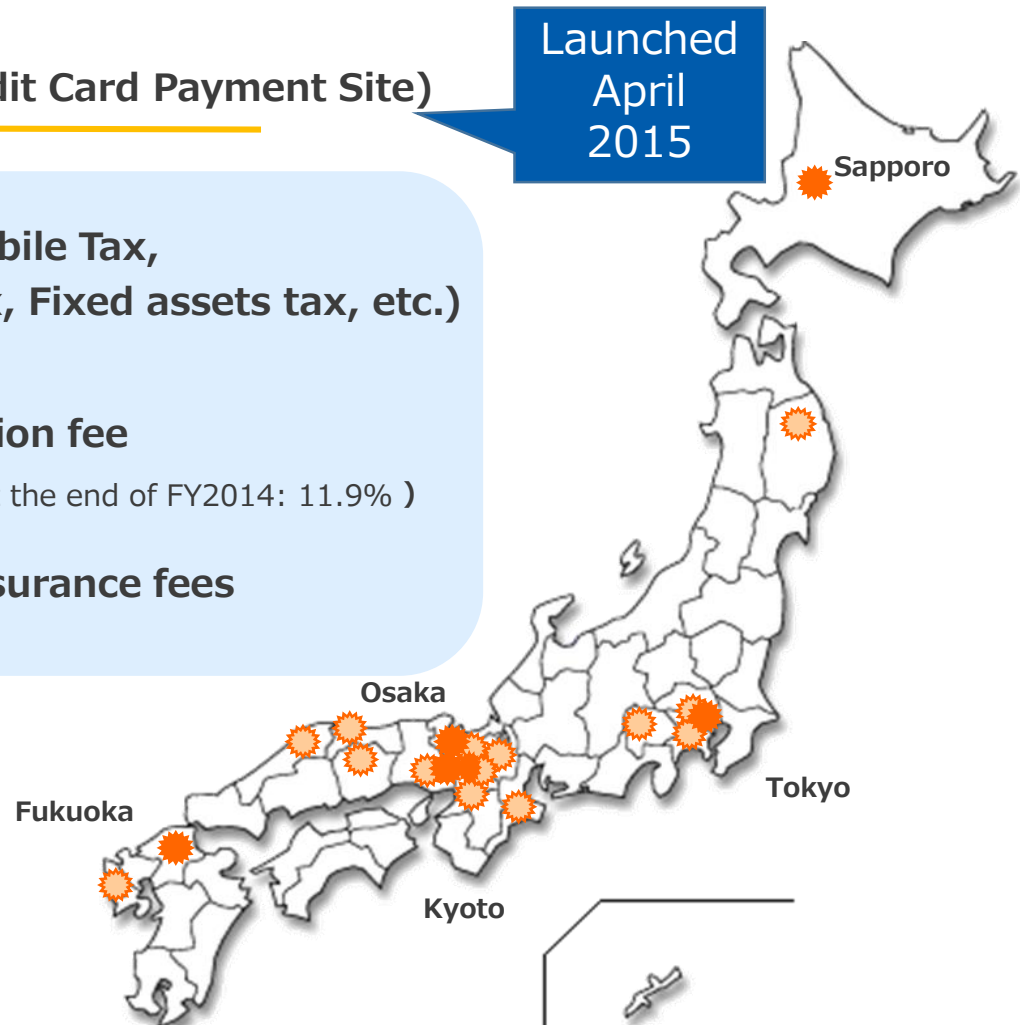 dit Card Payment Site)
Launched
April
2015
Sapporo
bile Tax,
x, Fixed assets tax, etc.)
ion fee
the end of FY2014: 11.9% )
surance fees
Osaka
Tokyo
Fukuoka
Kyoto